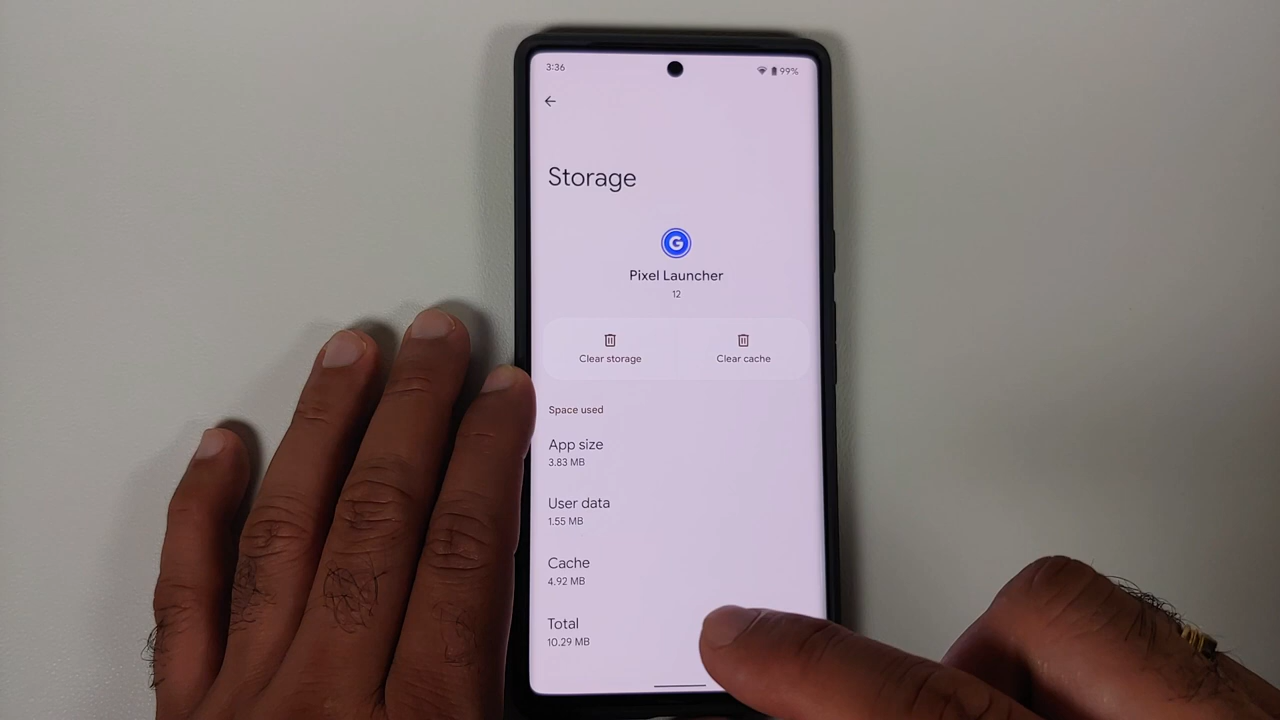 3:36 99%
Storage
G
Pixel Launcher
12
Clear storage Clear cache
Space used
App size
3.83 MB
User data
1.55 MB
Cache
4.92 MB
Total
10.29 MB